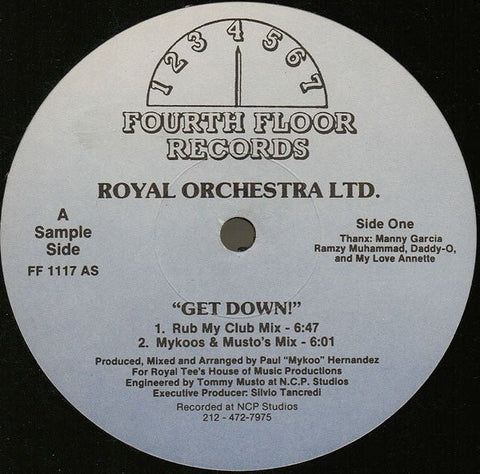 1 2 3 4 5 6 7
FOURTH FLOOR
RECORDS
ROYAL ORCHESTRA LTD.
A
Sample
Side
FF 1117 AS
Side One
Thanx: Manny Garcia
Ramzy Muhammad, Daddy-O,
and My Love Annette
"GET DOWN!"
1. Rub My Club Mix - 6:47
2. Mykoos & Musto's Mix - 6:01
Produced, Mixed and Arranged by Paul "Mykoo" Hernandez
For Royal Tee's House of Music Productions
Engineered by Tommy Musto at N.C.P. Studios
Executive Producer: Silvio Tancredi
Recorded at NCP Studios
212 - 472-7975